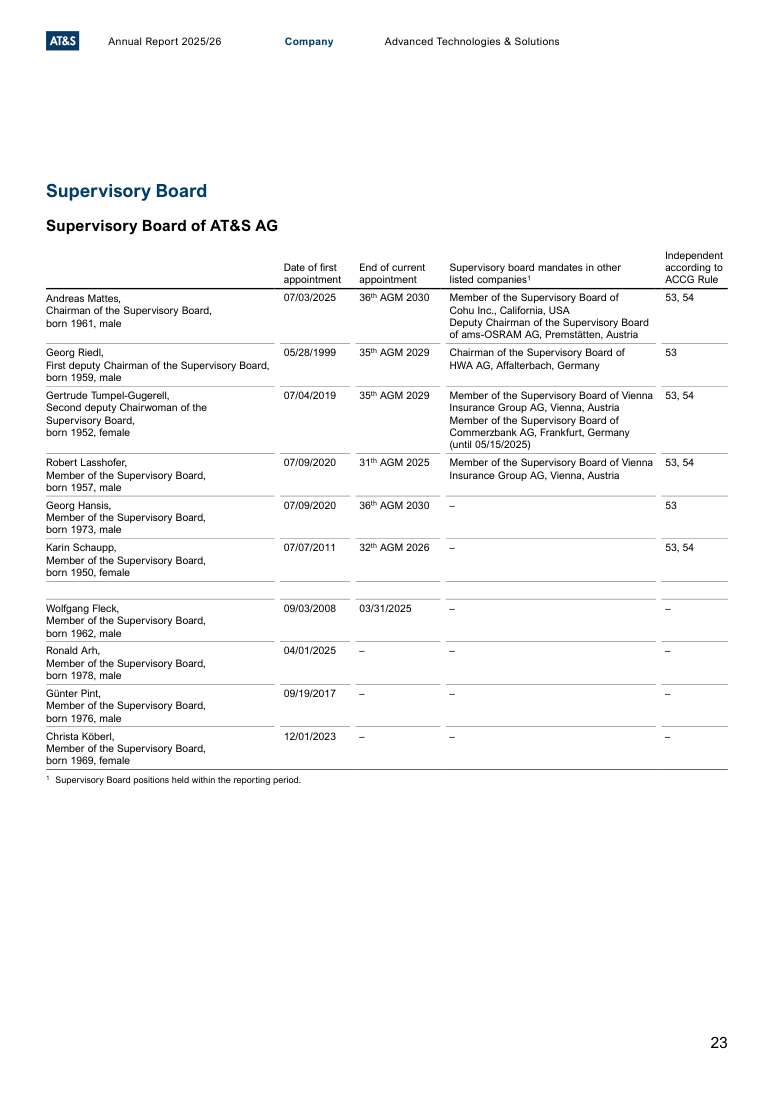 AT&S Annual Report 2025/26 Company Advanced Technologies & Solutions
Supervisory Board
Supervisory Board of AT&S AG
Date of first appointment
End of current appointment
Supervisory board mandates in other listed companies¹
Independent according to ACCG Rule
Andreas Mattes, 07/03/2025 36th AGM 2030 Member of the Supervisory Board of 53, 54
Chairman of the Supervisory Board, Cohu Inc., California, USA
born 1961, male Deputy Chairman of the Supervisory Board
of ams-OSRAM AG, Premstätten, Austria
Georg Riedl, 05/28/1999 35th AGM 2029 Chairman of the Supervisory Board of 53
First deputy Chairman of the Supervisory Board, HWA AG, Affalterbach, Germany
born 1959, male
Gertrude Tumpel-Gugerell, 07/04/2019 35th AGM 2029 Member of the Supervisory Board of Vienna 53, 54
Second deputy Chairwoman of the Insurance Group AG, Vienna, Austria
Supervisory Board, Member of the Supervisory Board of
born 1952, female Commerzbank AG, Frankfurt, Germany
(until 05/15/2025)
Robert Lasshofer, 07/09/2020 31th AGM 2025 Member of the Supervisory Board of Vienna 53, 54
Member of the Supervisory Board, Insurance Group AG, Vienna, Austria
born 1957, male
Georg Hansis, 07/09/2020 36th AGM 2030 – 53
Member of the Supervisory Board,
born 1973, male
Karin Schaupp, 07/07/2011 32th AGM 2026 – 53, 54
Member of the Supervisory Board,
born 1950, female
Wolfgang Fleck, 09/03/2008 03/31/2025 – –
Member of the Supervisory Board,
born 1962, male
Ronald Arh, 04/01/2025 – – –
Member of the Supervisory Board,
born 1978, male
Günter Pint, 09/19/2017 – – –
Member of the Supervisory Board,
born 1976, male
Christa Köberl, 12/01/2023 – – –
Member of the Supervisory Board,
born 1969, female
¹ Supervisory Board positions held within the reporting period.
23